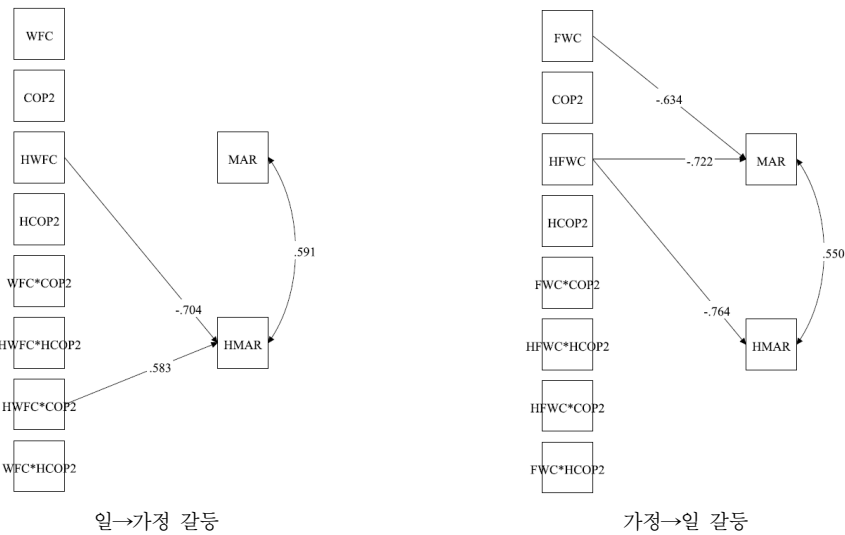 WFC
COP2
HWFC
HCOP2
WFC*COP2
HWFC*HCOP2
HWFC*COP2
WFC*HCOP2
MAR
HMAR
-.704
.583
.591
일→가정 갈등
FWC
COP2
HFWC
HCOP2
FWC*COP2
HFWC*HCOP2
HFWC*COP2
FWC*HCOP2
MAR
HMAR
-.634
-.722
-.764
.550
가정→일 갈등